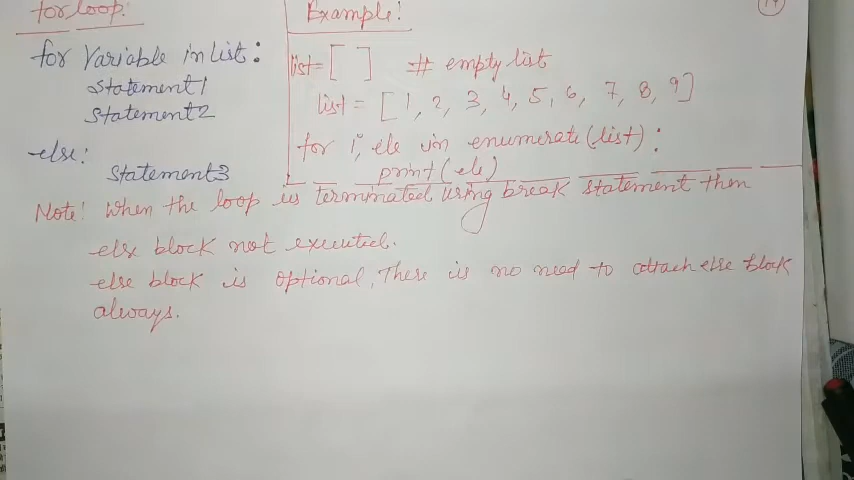 for loop:
for Variable in list:
statement1
statement2
else:
statement3
Example:
list = [ ] # empty list
list = [1, 2, 3, 4, 5, 6, 7, 8, 9]
for i, ele in enumerate(list):
print(ele)
Note: When the loop is terminated using break statement then
else block not executed.
else block is optional, There is no need to attach else block
always.